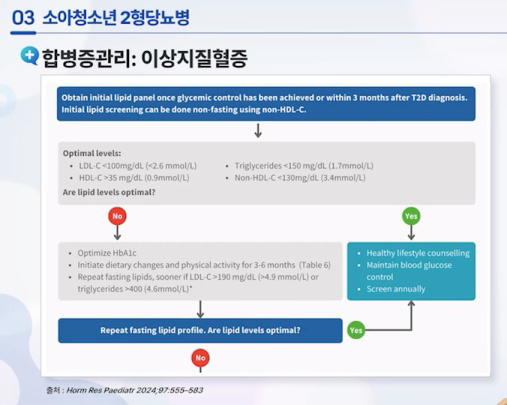 03 소아청소년 2형당뇨병
합병증관리: 이상지질혈증
Obtain initial lipid panel once glycemic control has been achieved or within 3 months after T2D diagnosis.
Initial lipid screening can be done non-fasting using non-HDL-C.
Optimal levels:
• LDL-C <100mg/dL (<2.6 mmol/L)
• HDL-C >35 mg/dL (0.9mmol/L)
• Triglycerides <150 mg/dL (1.7mmol/L)
• Non-HDL-C <130mg/dL (3.4mmol/L)
Are lipid levels optimal?
No
Yes
• Optimize HbA1c
• Initiate dietary changes and physical activity for 3-6 months (Table 6)
• Repeat fasting lipids, sooner if LDL-C >190 mg/dL (>4.9 mmol/L) or
triglycerides >400 (4.6mmol/L)*
• Healthy lifestyle counselling
• Maintain blood glucose
control
• Screen annually
Repeat fasting lipid profile. Are lipid levels optimal?
Yes
No
출처 : Horm Res Paediatr 2024;97:555–583